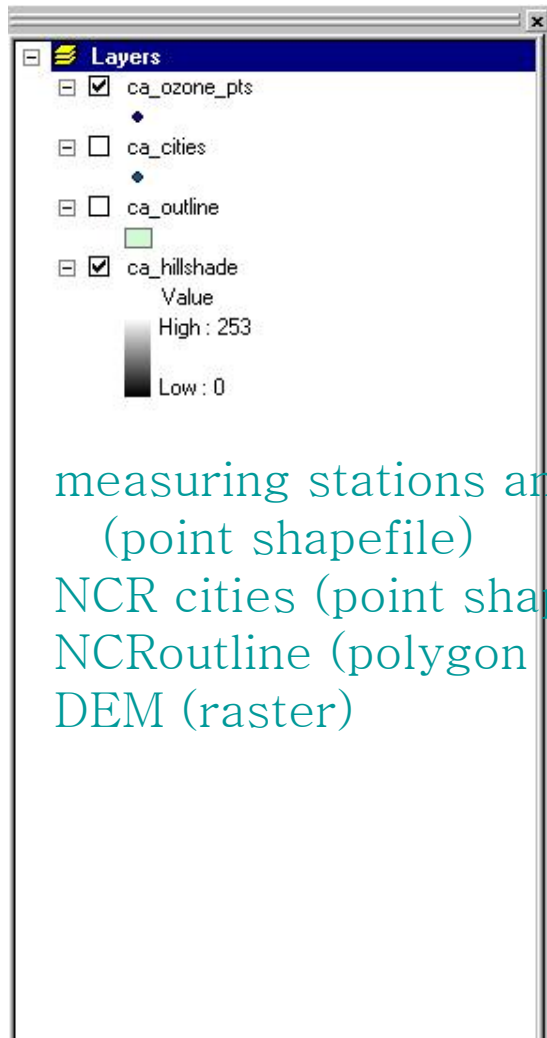 Layers
ca_ozone_pts
ca_cities
ca_outline
ca_hillshade
Value
High : 253
Low : 0
measuring stations
(point shapefile)
NCR cities (point
NCRoutline (polygon
DEM (raster)